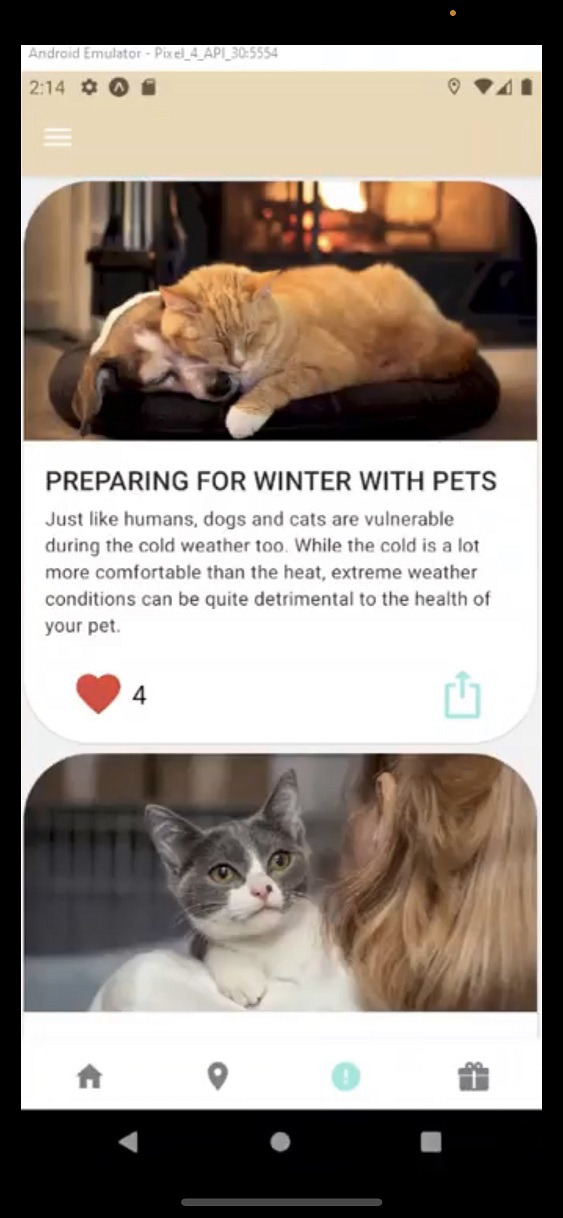 Android Emulator - Pixel_4_API_30:5554
2:14
PREPARING FOR WINTER WITH PETS
Just like humans, dogs and cats are vulnerable
during the cold weather too. While the cold is a lot
more comfortable than the heat, extreme weather
conditions can be quite detrimental to the health of
your pet.
4